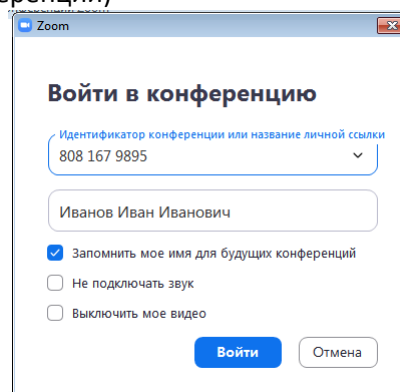 Zoom
Войти в конференцию
Идентификатор конференции или название личной ссылки
808 167 9895
Иванов Иван Иванович
Запомнить мое имя для будущих конференций
Не подключать звук
Выключить мое видео
Войти
Отмена